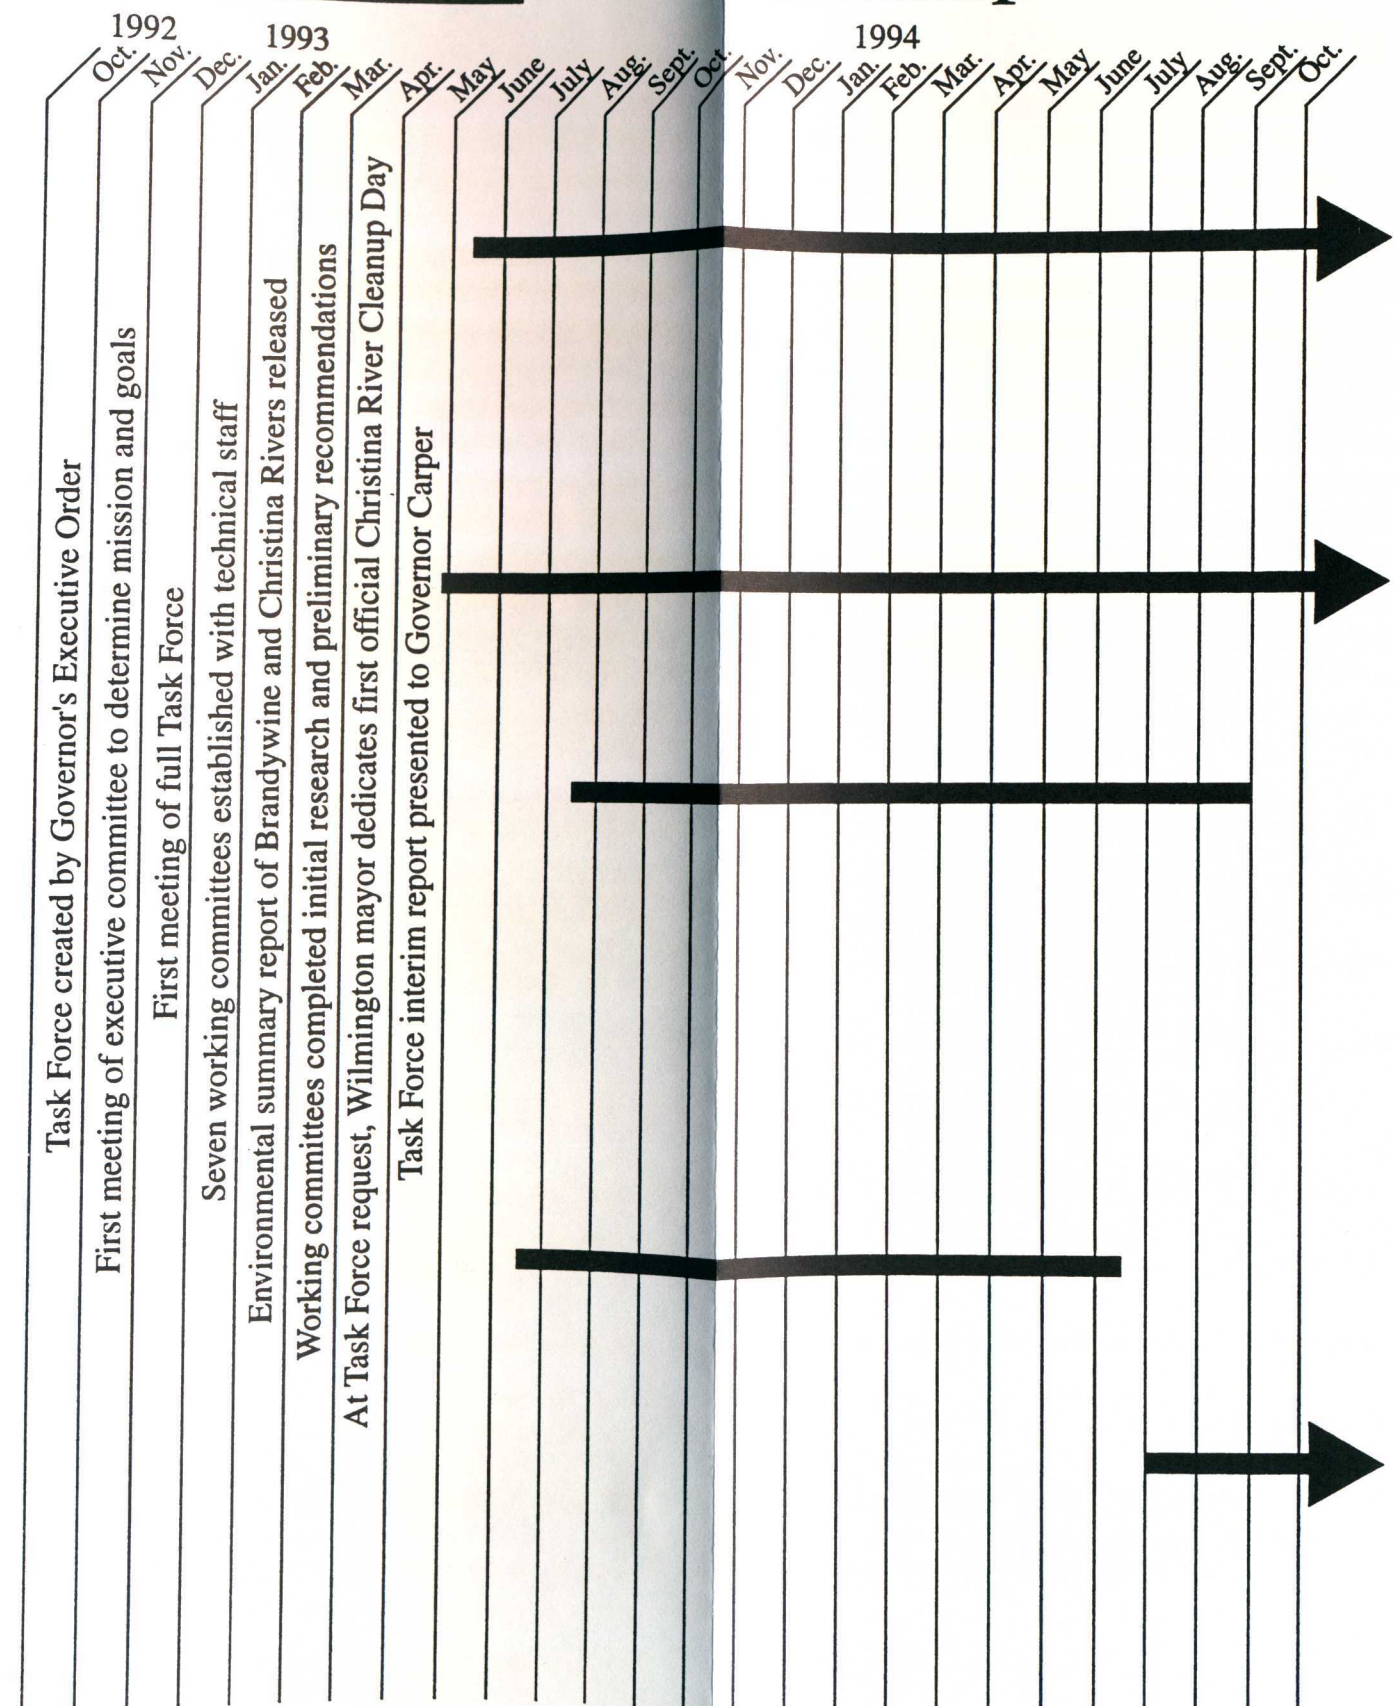 1992
1993
1994
Oct.
Nov.
Dec.
Jan.
Feb.
Mar.
Apr.
May
June
July
Aug.
Sept.
Oct.
Nov.
Dec.
Jan.
Feb.
Mar.
Apr.
May
June
July
Aug.
Sept.
Oct.
Task Force created by Governor's Executive Order
First meeting of executive committee to determine mission and goals
First meeting of full Task Force
Seven working committees established with technical staff
Environmental summary report of Brandywine and Christina Rivers released
Working committees completed initial research and preliminary recommendations
At Task Force request, Wilmington mayor dedicates first official Christina River Cleanup Day
Task Force interim report presented to Governor Carper